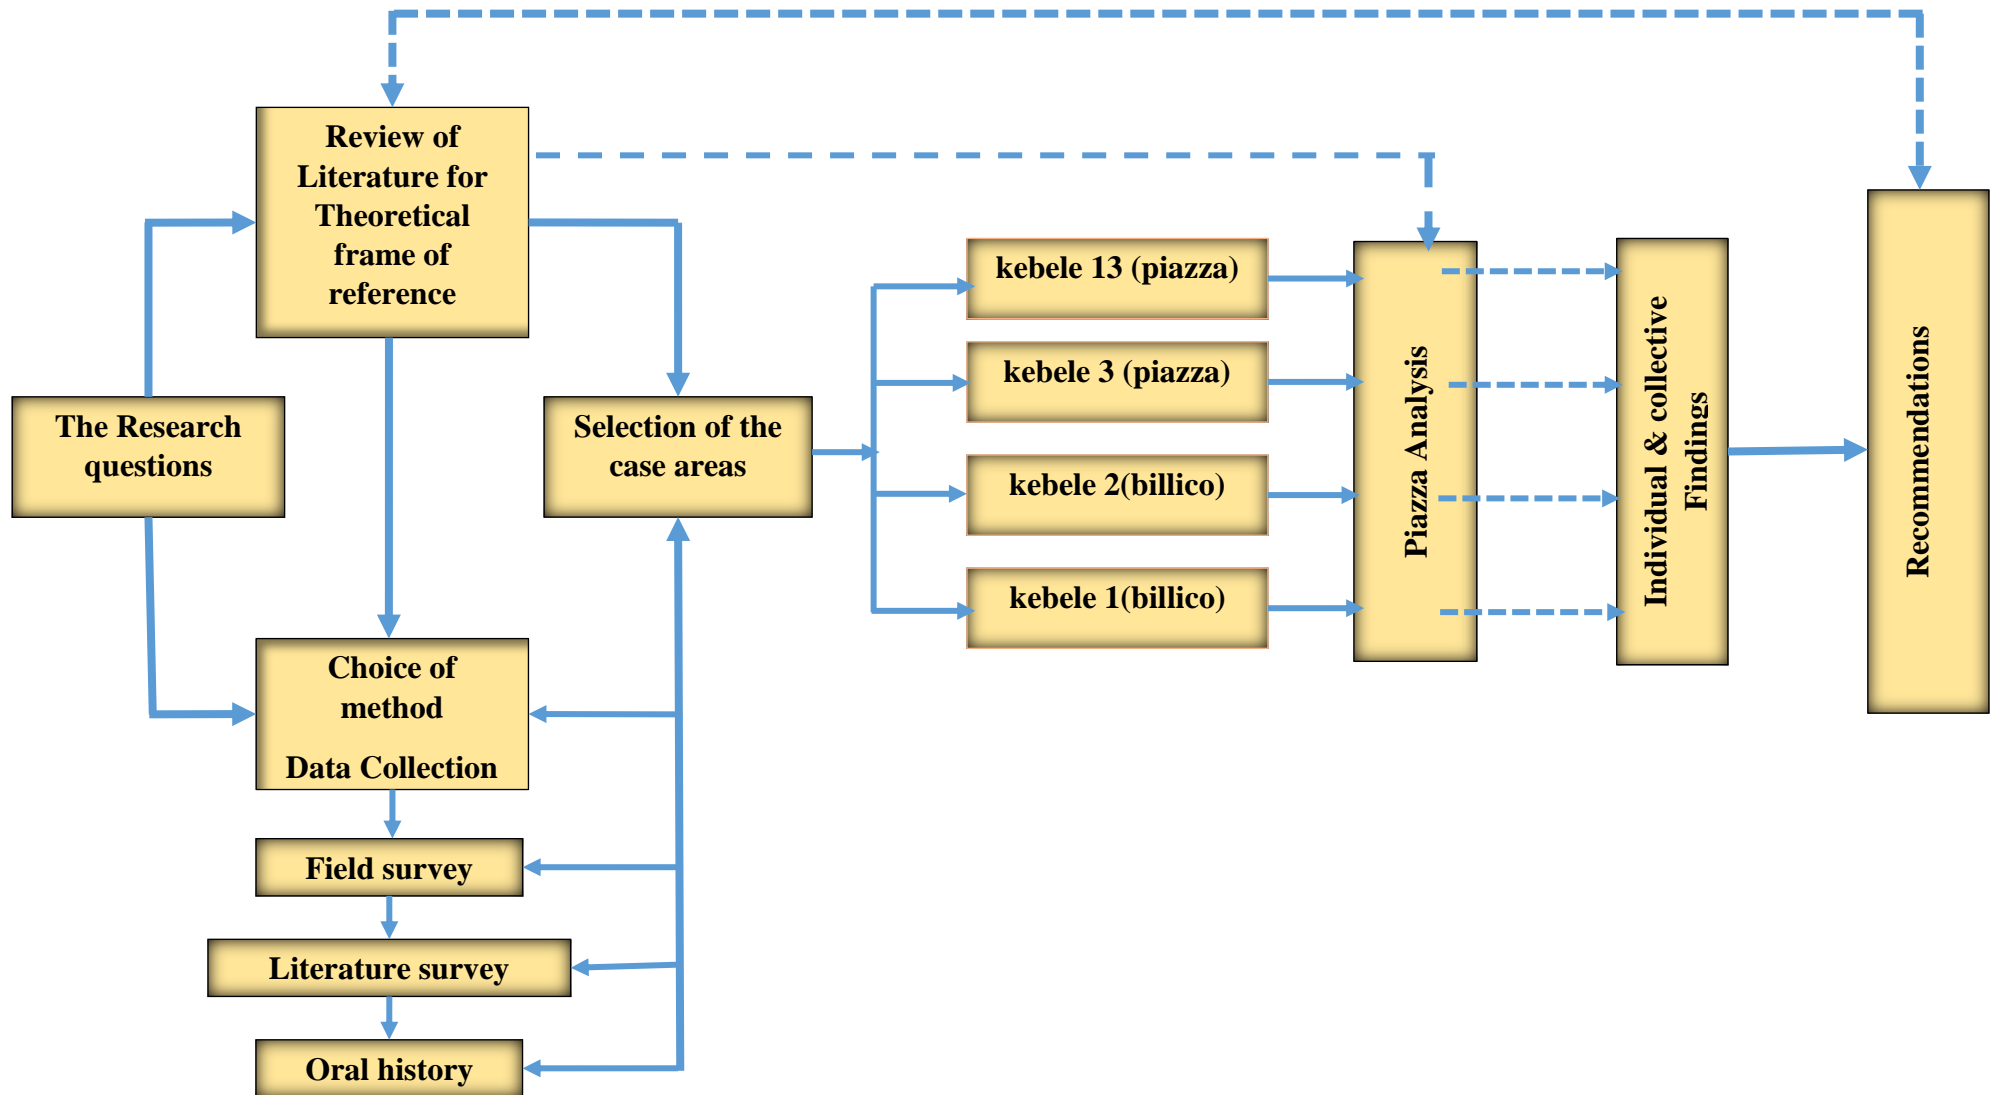 Review of
Literature for
Theoretical
frame of
reference
The Research
questions
Selection of the
case areas
Choice of
method
Data Collection
Field survey
Literature survey
Oral history
kebele 13 (piazza)
kebele 3 (piazza)
kebele 2(billico)
kebele 1(billico)
Piazza Analysis
Individual & collective
Findings
Recommendations